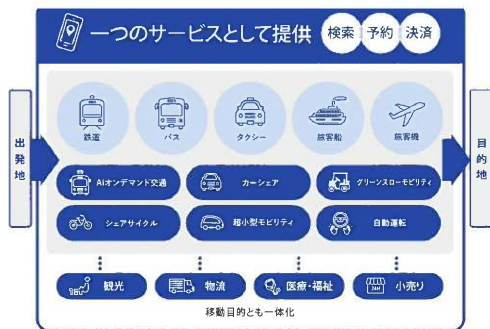 一つのサービスとして提供 検索 予約 決済
出発地
目的地
鉄道 バス タクシー 旅客船 旅客機
AIオンデマンド交通 カーシェア グリーンスローモビリティ
シェアサイクル 超小型モビリティ 自動運転
観光 物流 医療・福祉 小売り
24H
移動目的とも一体化